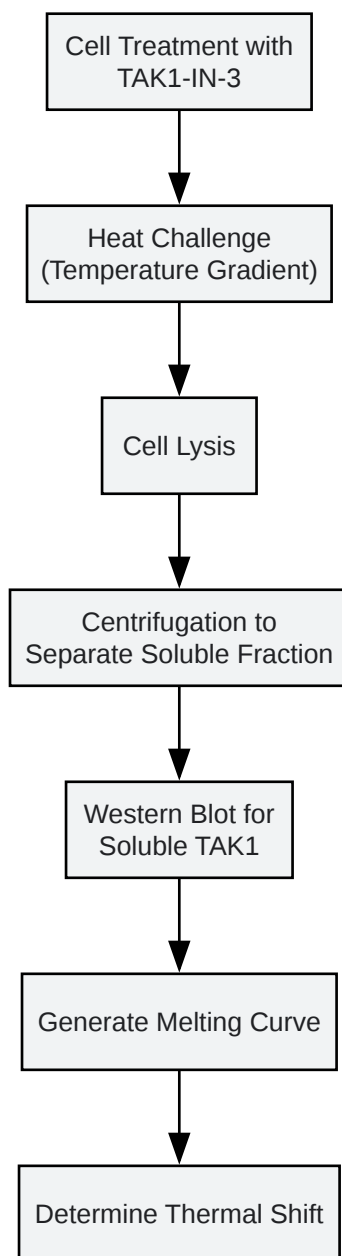 Cell Treatment with
TAK1-IN-3
Heat Challenge
(Temperature Gradient)
Cell Lysis
Centrifugation to
Separate Soluble Fraction
Western Blot for
Soluble TAK1
Generate Melting Curve
Determine Thermal Shift